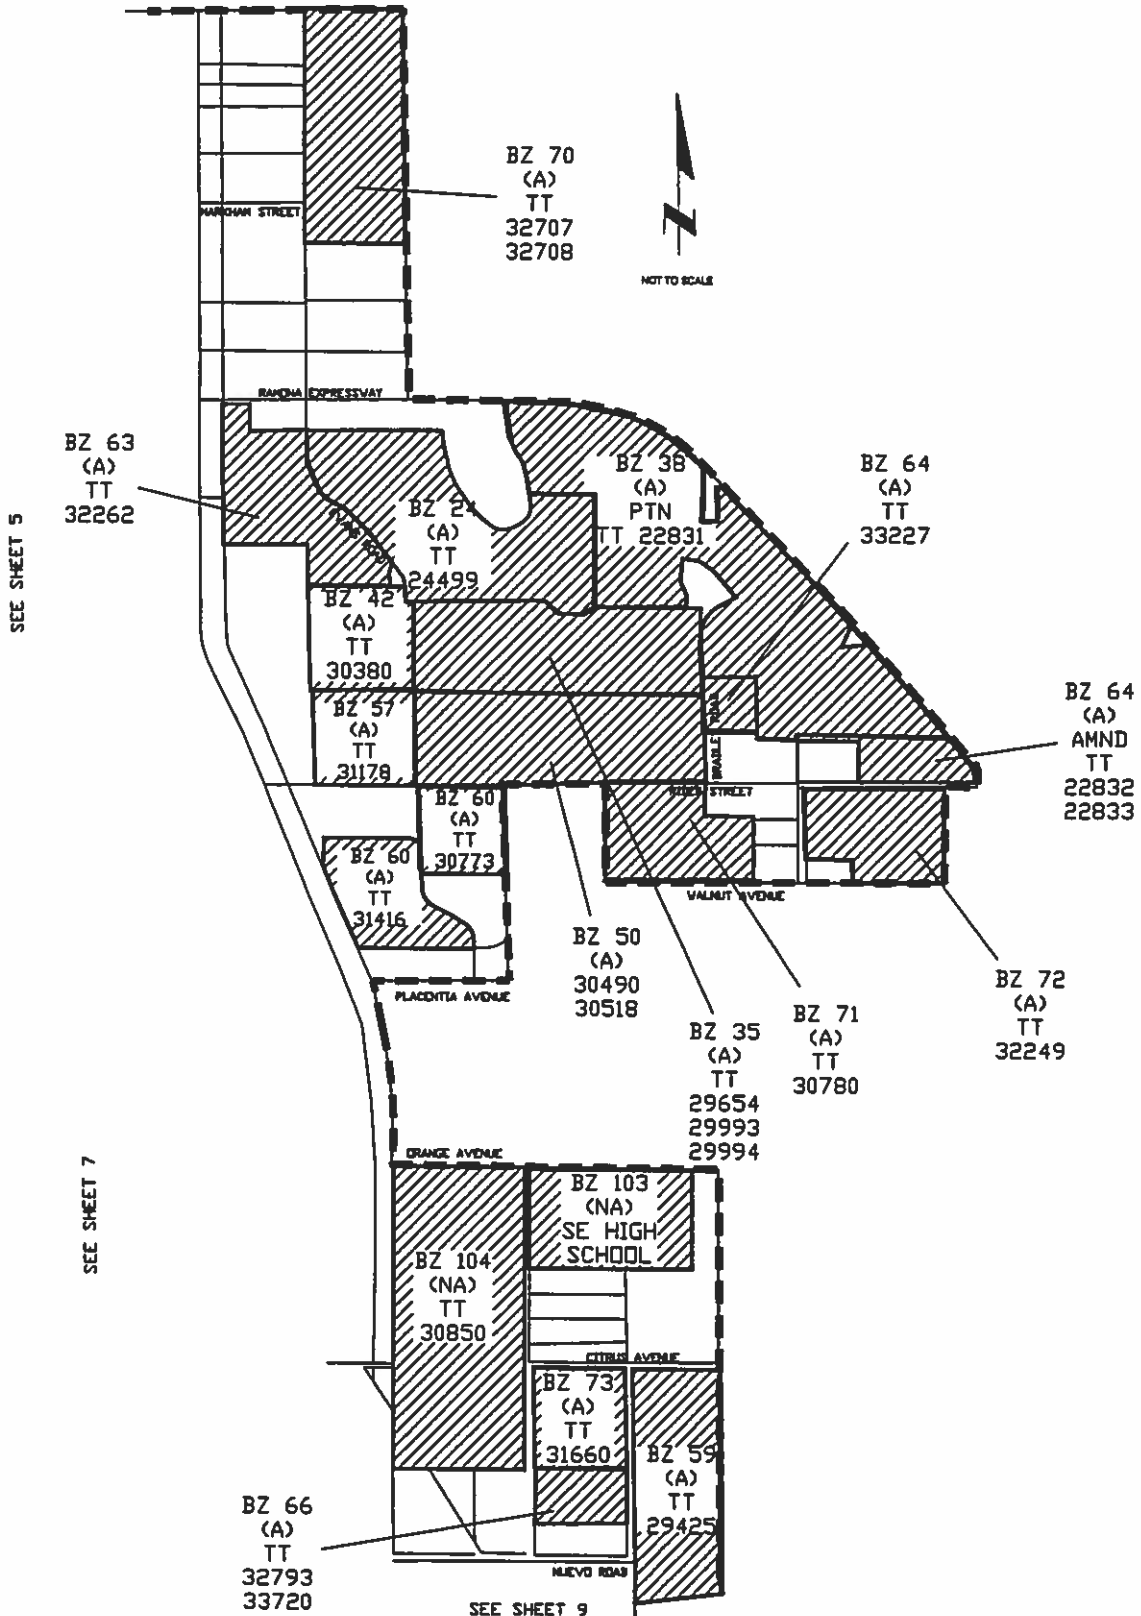 BZ 70
(A)
TT
32707
32708
MARKHAM STREET
N
NOT TO SCALE
RAMONA EXPRESSWAY
BZ 63
(A)
TT
32262
BZ 24
(A)
TT
24499
BZ 38
(A)
PTN
TT 22831
BZ 64
(A)
TT
33227
SEE SHEET 5
BZ 42
(A)
TT
30380
BZ 57
(A)
TT
31178
ROAD
BZ 64
(A)
AMND
TT
22832
22833
RIDER STREET
BZ 60
(A)
TT
30773
BZ 60
(A)
TT
31416
WALNUT AVENUE
PLACENTIA AVENUE
BZ 50
(A)
30490
30518
BZ 35
(A)
TT
29654
29993
29994
BZ 71
(A)
TT
30780
BZ 72
(A)
TT
32249
ORANGE AVENUE
SEE SHEET 7
BZ 103
(NA)
SE HIGH
SCHOOL
BZ 104
(NA)
TT
30850
CITRUS AVENUE
BZ 73
(A)
TT
31660
BZ 59
(A)
TT
29425
BZ 66
(A)
TT
32793
33720
NUEVO ROAD
SEE SHEET 9